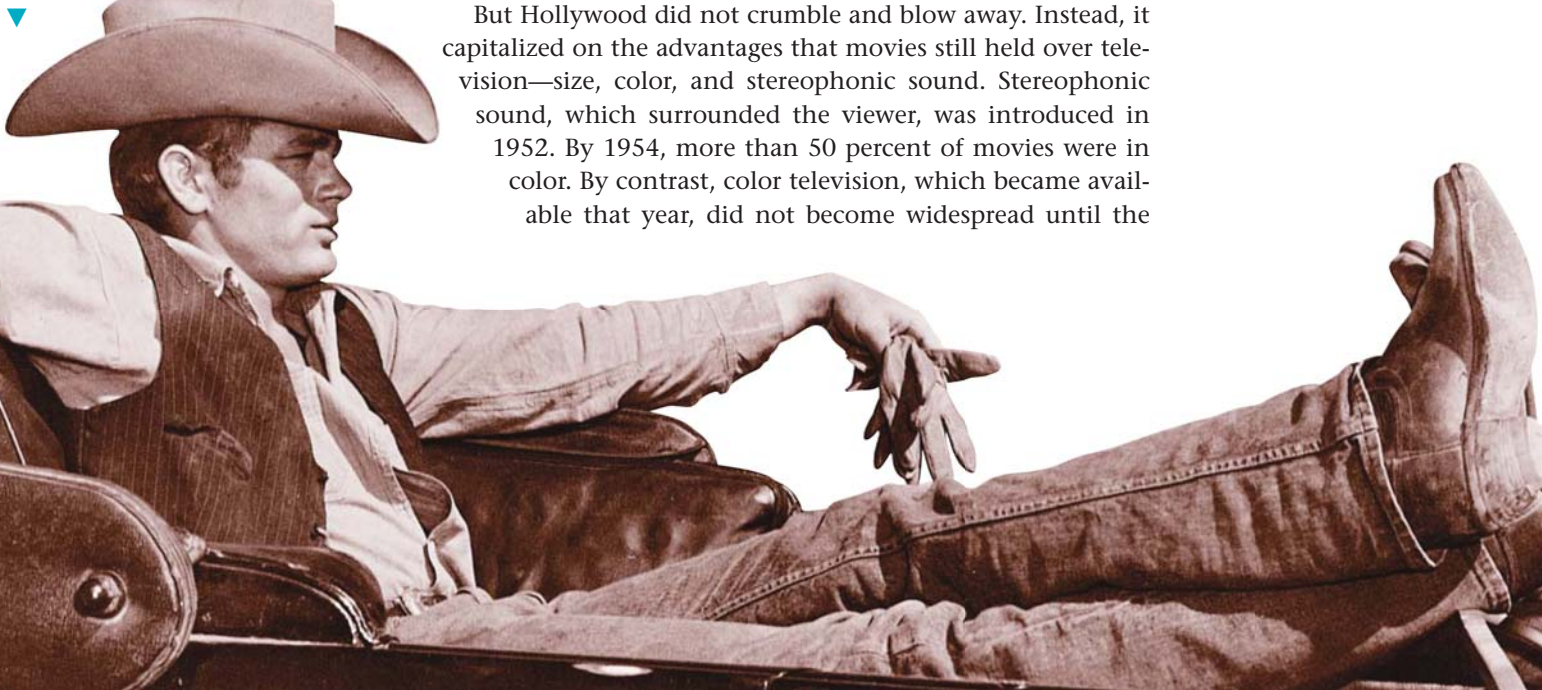 But Hollywood did not crumble and blow away. Instead, it
capitalized on the advantages that movies still held over tele-
vision—size, color, and stereophonic sound. Stereophonic
sound, which surrounded the viewer, was introduced in
1952. By 1954, more than 50 percent of movies were in
color. By contrast, color television, which became avail-
able that year, did not become widespread until the